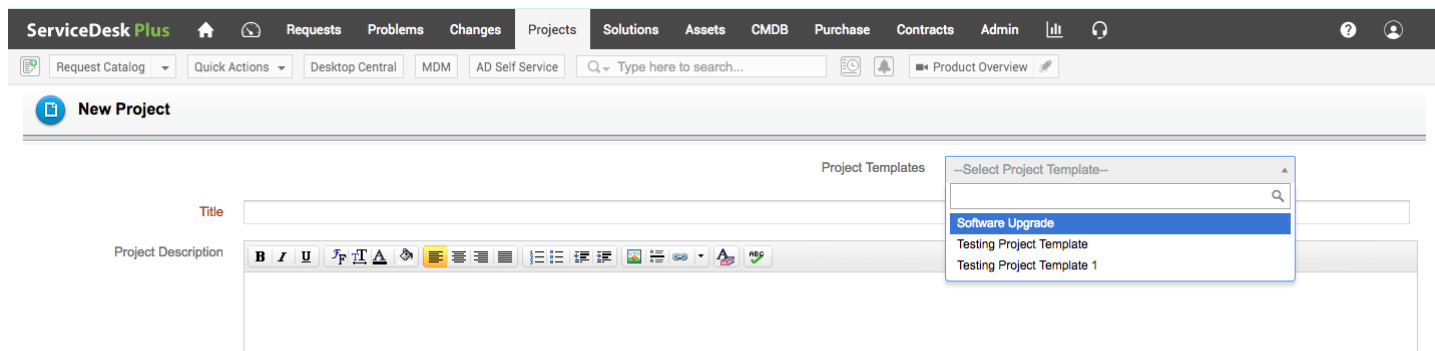 ServiceDesk Plus Requests Problems Changes Projects Solutions Assets CMDB Purchase Contracts Admin ?
Request Catalog Quick Actions Desktop Central MDM AD Self Service Type here to search... Product Overview
New Project
Project Templates --Select Project Template--
Title
Software Upgrade
Project Description B I U F T A A ABC
Testing Project Template
Testing Project Template 1